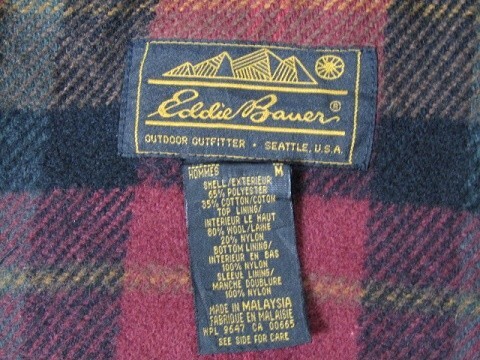 Eddie Bauer®
OUTDOOR OUTFITTER · SEATTLE, U.S.A.
HOMMES M
SHELL/EXTERIEUR
65% POLYESTER
35% COTTON/COTON
TOP LINING/
INTERIEUR LE HAUT
80% WOOL/LAINE
20% NYLON
BOTTOM LINING/
INTERIEUR EN BAS
100% NYLON
SLEEVE LINING/
MANCHE DOUBLURE
100% NYLON
MADE IN MALAYSIA
FABRIQUE EN MALAISIE
WPL 9647 CA 00665
SEE SIDE FOR CARE